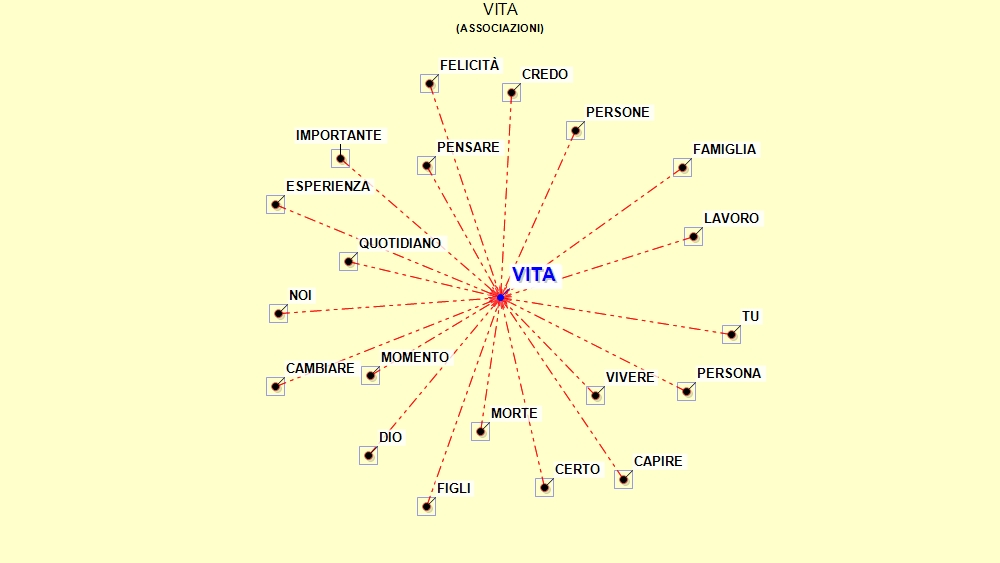 VITA
(ASSOCIAZIONI)
FELICITÀ
CREDO
PERSONE
IMPORTANTE
PENSARE
FAMIGLIA
ESPERIENZA
LAVORO
QUOTIDIANO
VITA
NOI
TU
MOMENTO
CAMBIARE
VIVERE
PERSONA
MORTE
DIO
CERTO
CAPIRE
FIGLI